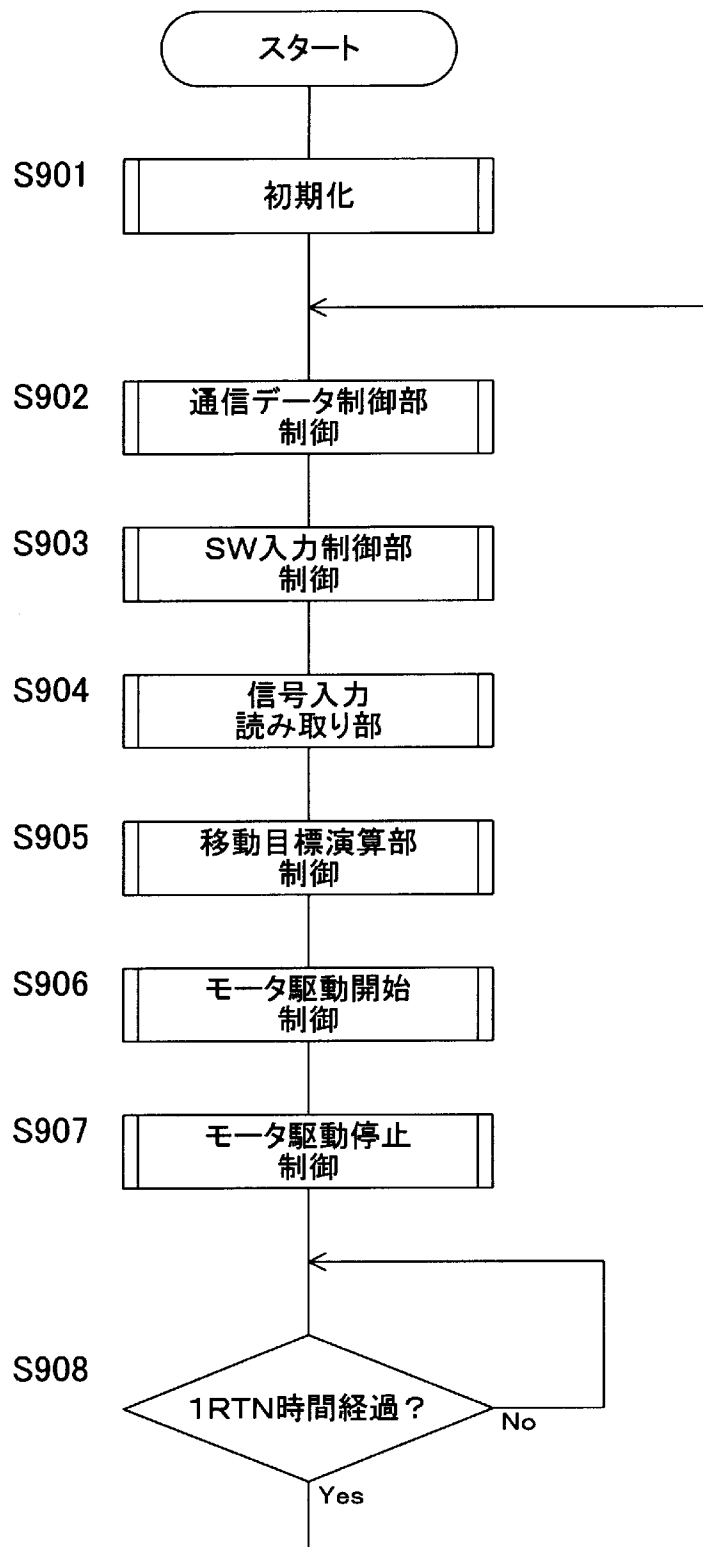 スタート
S901
初期化
S902
通信データ制御部
制御
S903
SW入力制御部
制御
S904
信号入力
読み取り部
S905
移動目標演算部
制御
S906
モータ駆動開始
制御
S907
モータ駆動停止
制御
S908
1RTN時間経過?
No
Yes